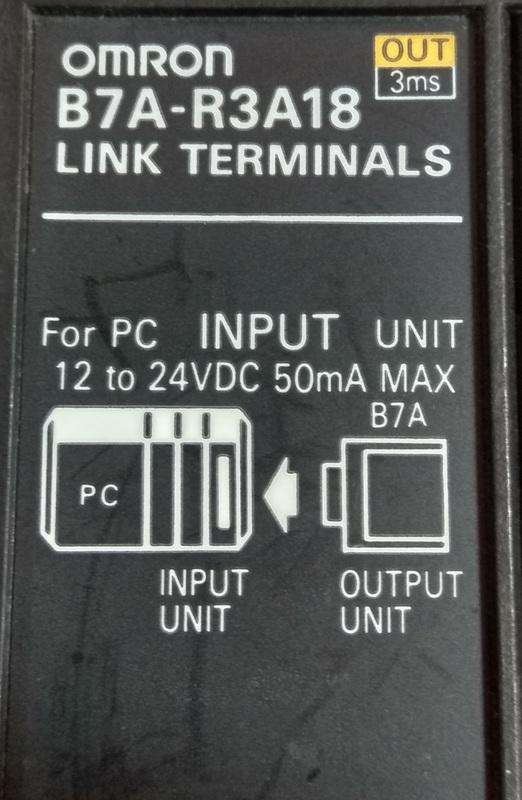 OMRON
OUT
3ms
B7A-R3A18
LINK TERMINALS
For PC INPUT UNIT
12 to 24VDC 50mA MAX
B7A
PC
INPUT
UNIT
OUTPUT
UNIT